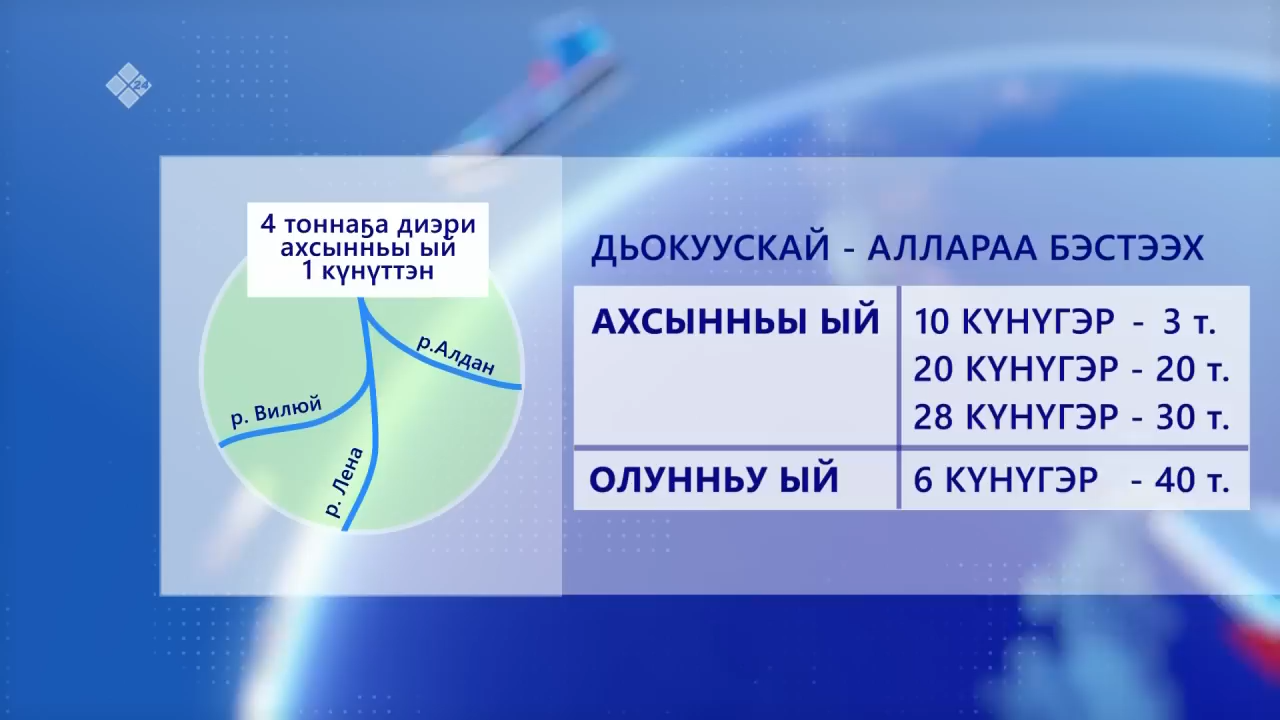 24
4 тоннаҕа диэри
ахсынньы ый
1 күнүттэн
р.Алдан
р. Вилюй
р. Лена
ДЬОКУУСКАЙ - АЛЛАРАА БЭСТЭЭХ
АХСЫННЬЫ ЫЙ
10 КҮНҮГЭР - 3 т.
20 КҮНҮГЭР - 20 т.
28 КҮНҮГЭР - 30 т.
ОЛУННЬУ ЫЙ
6 КҮНҮГЭР - 40 т.